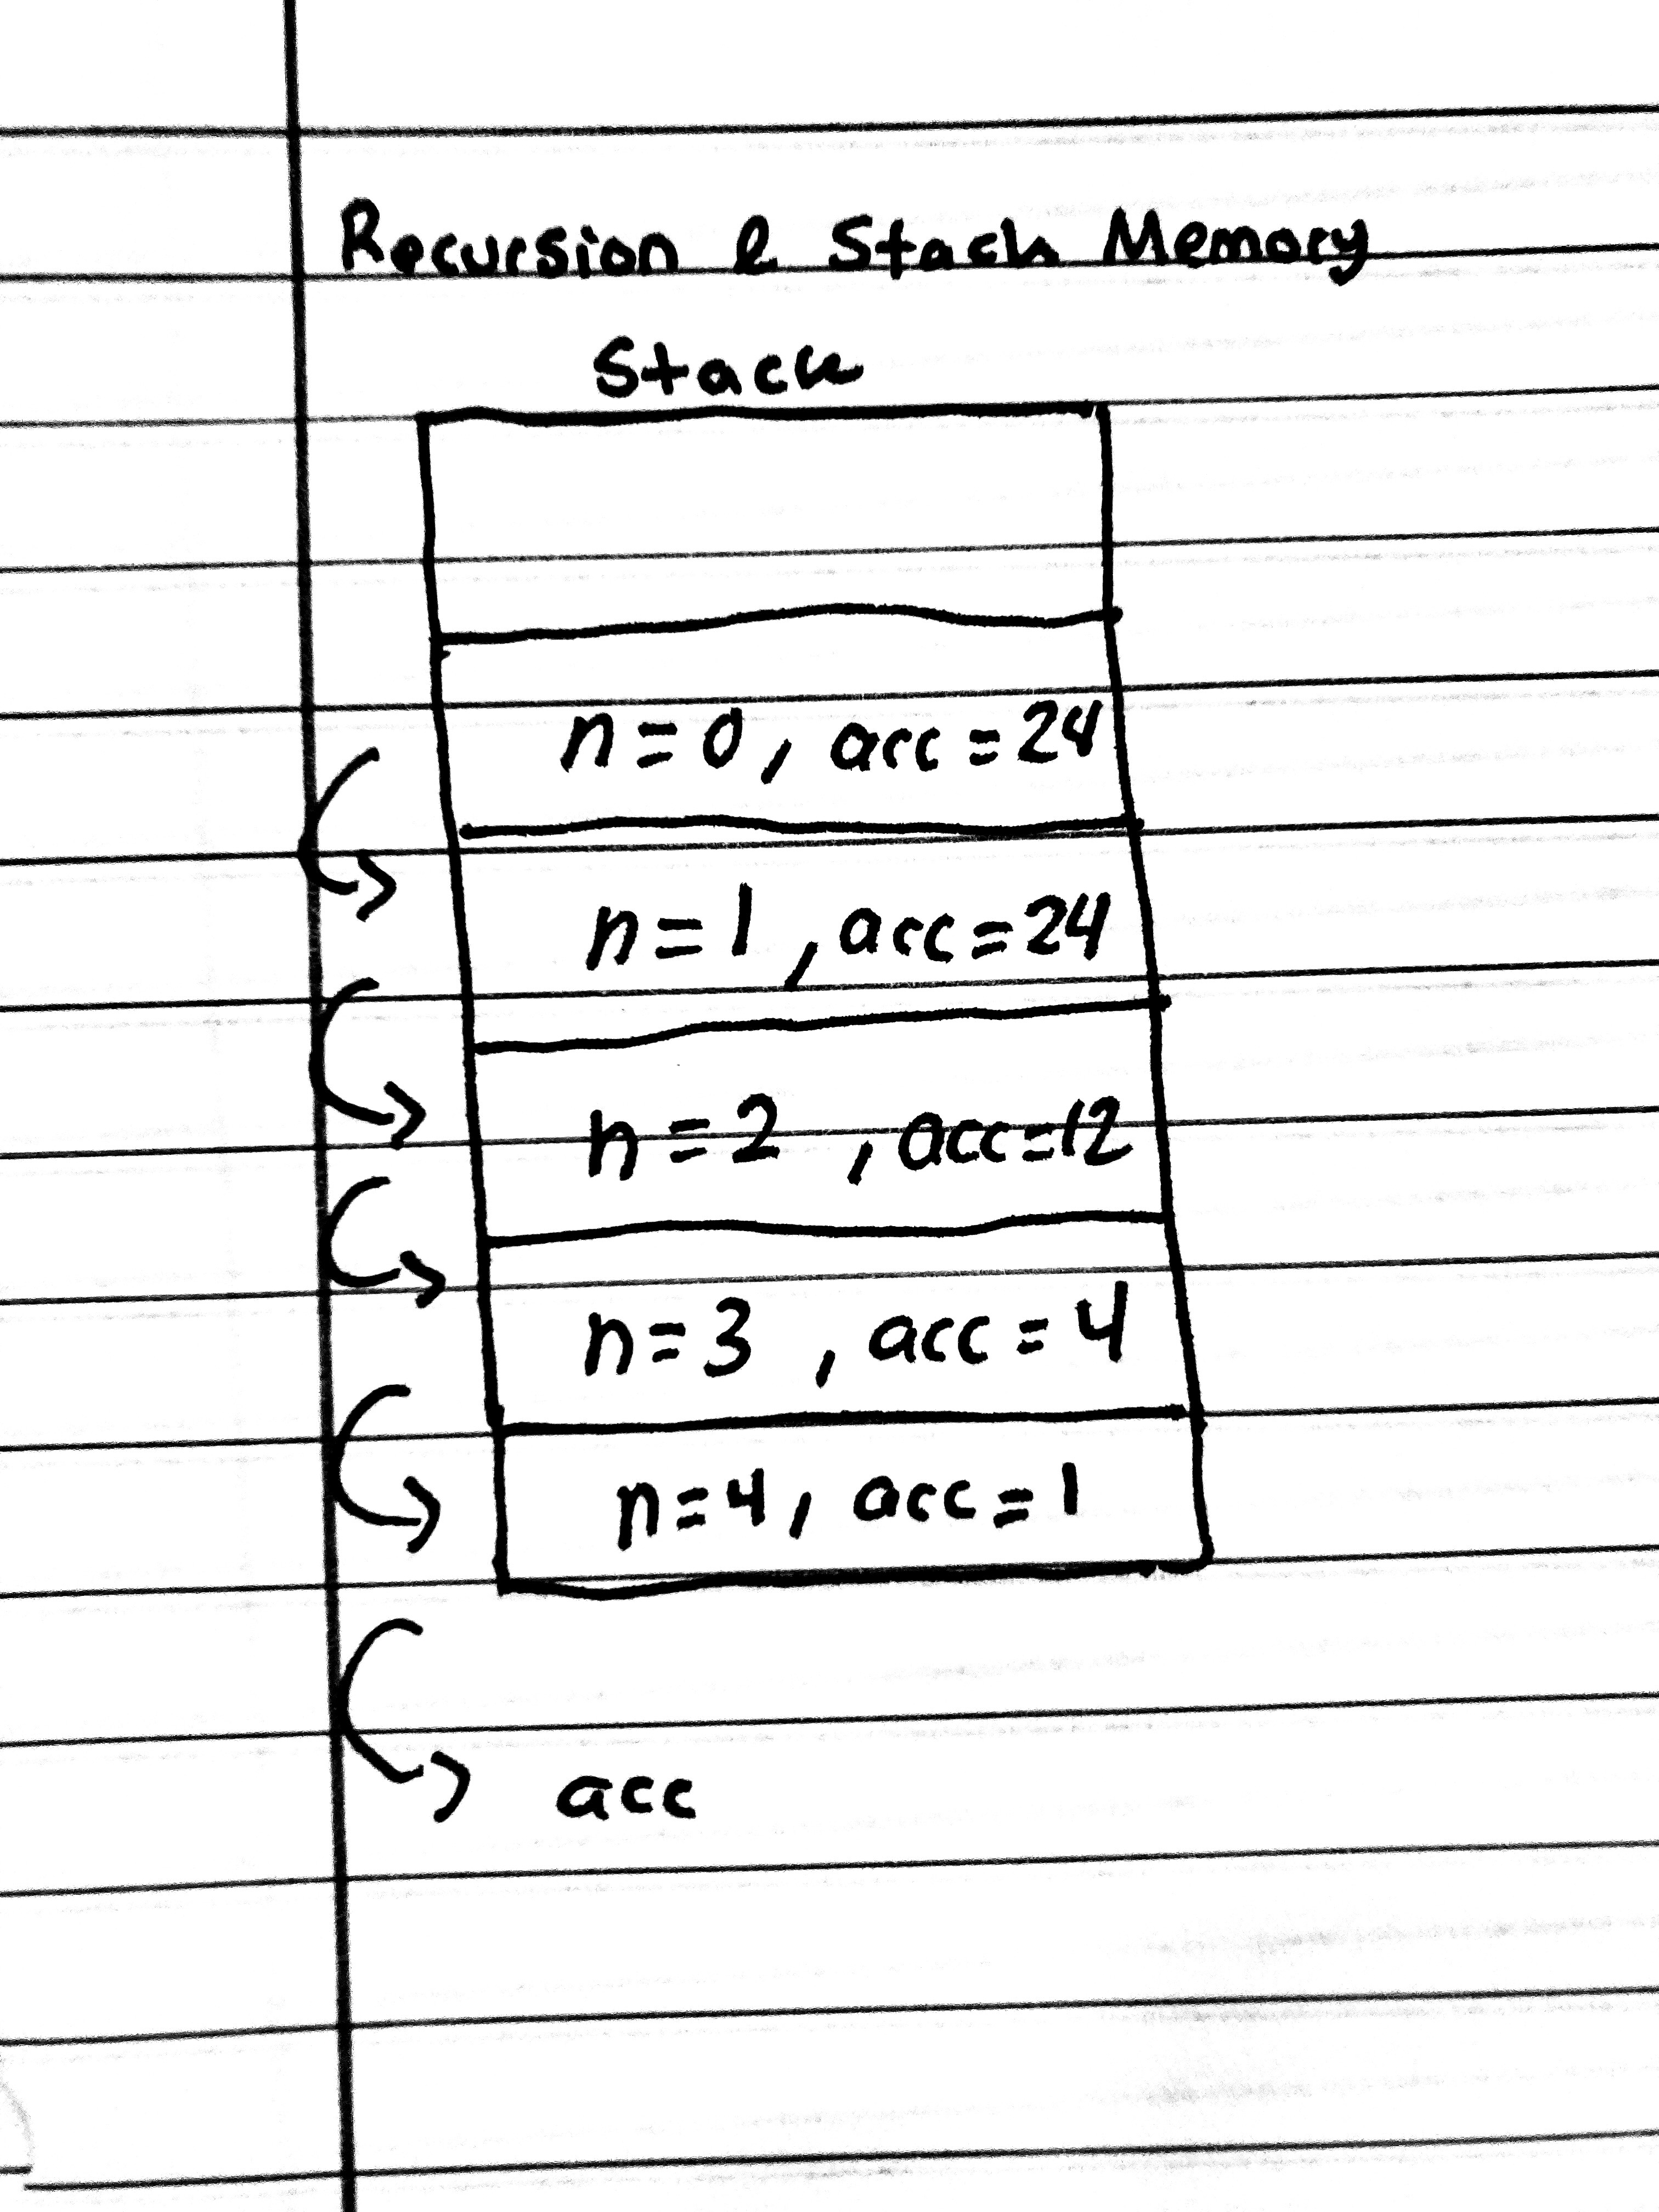 Recursion & Stack Memory
Stack
n=0, acc=24
n=1, acc=24
n=2, acc=12
n=3, acc=4
n=4, acc=1
acc